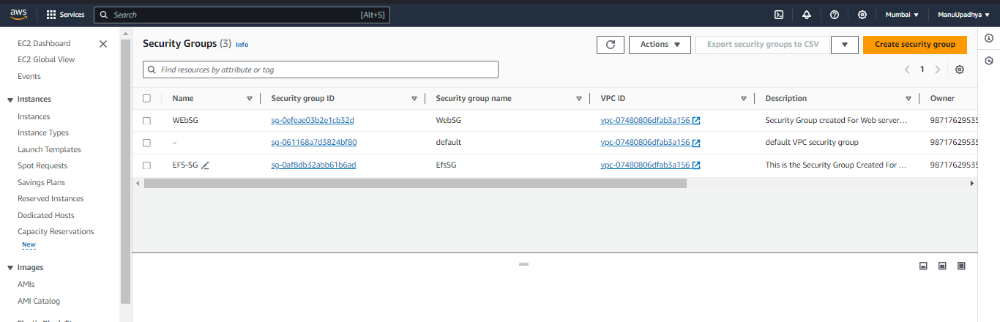 aws Services Search [Alt+S] Mumbai ManuUpadhya
EC2 Dashboard
EC2 Global View
Events
Instances
Instances
Instance Types
Launch Templates
Spot Requests
Savings Plans
Reserved Instances
Dedicated Hosts
Capacity Reservations
New
Images
AMIs
AMI Catalog
Security Groups (3) Info Actions Export security groups to CSV Create security group
Find resources by attribute or tag 1
Name Security group ID Security group name VPC ID Description Owner
WEbSG sg-0efeae03b2e1cb32d WebSG vpc-07480806dfab3a156 Security Group created For Web server... 98717629535
– sg-061168a7d3824bf80 default vpc-07480806dfab3a156 default VPC security group 98717629535
EFS-SG sg-0af8db32abb61b6ad EfsSG vpc-07480806dfab3a156 This is the Security Group Created For ... 98717629535